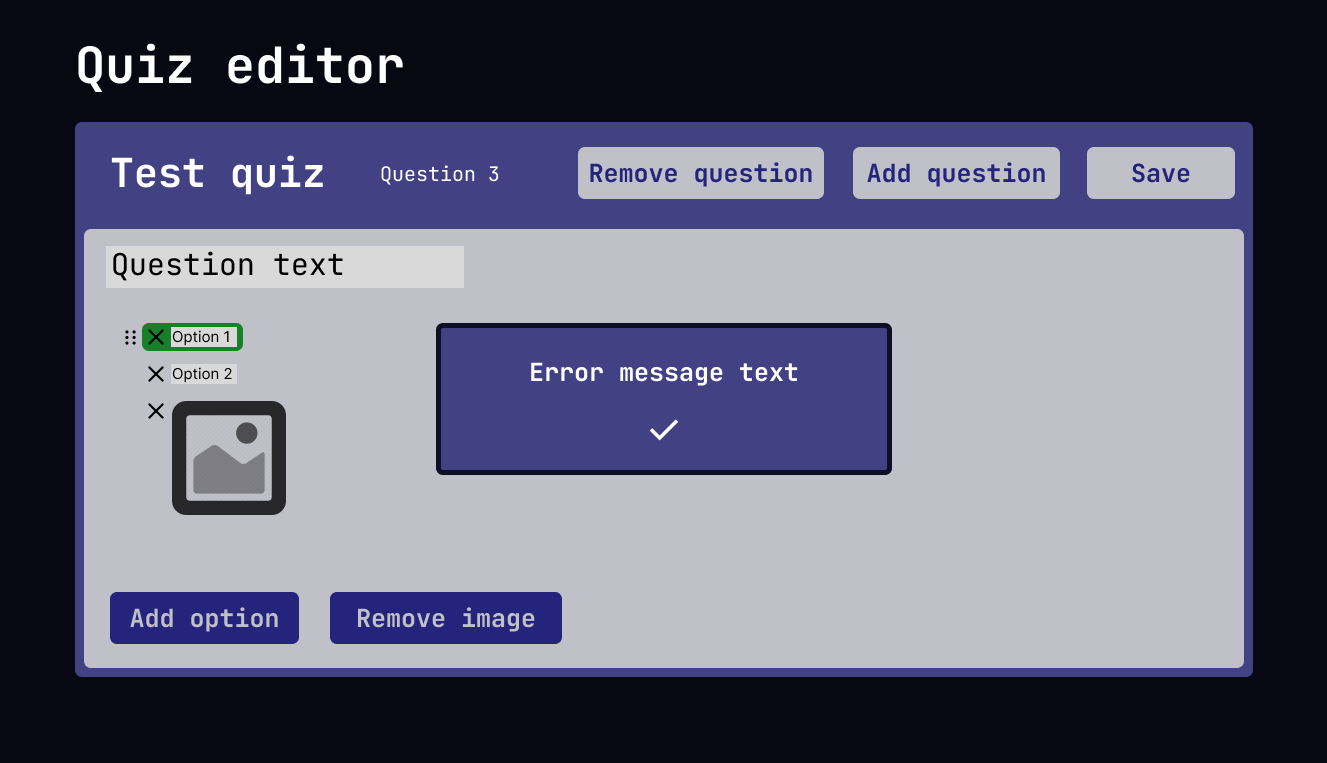 Quiz editor
Test quiz
Question 3
Remove question
Add question
Save
Question text
Option 1
Option 2
Error message text
Add option
Remove image